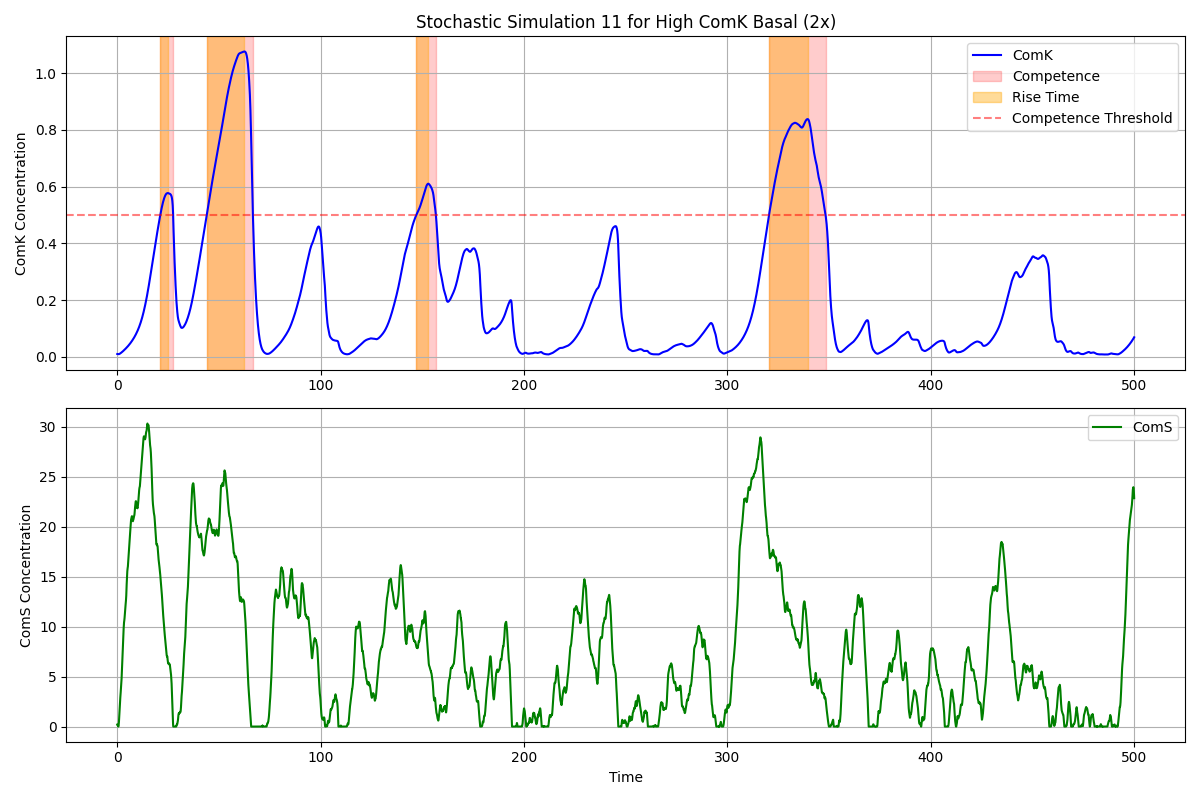 Stochastic Simulation 11 for High ComK Basal (2x)
ComK Concentration
1.0
0.8
0.6
0.4
0.2
0.0
ComK
Competence
Rise Time
Competence Threshold
0 100 200 300 400 500
ComS Concentration
30
25
20
15
10
5
0
ComS
0 100 200 300 400 500
Time